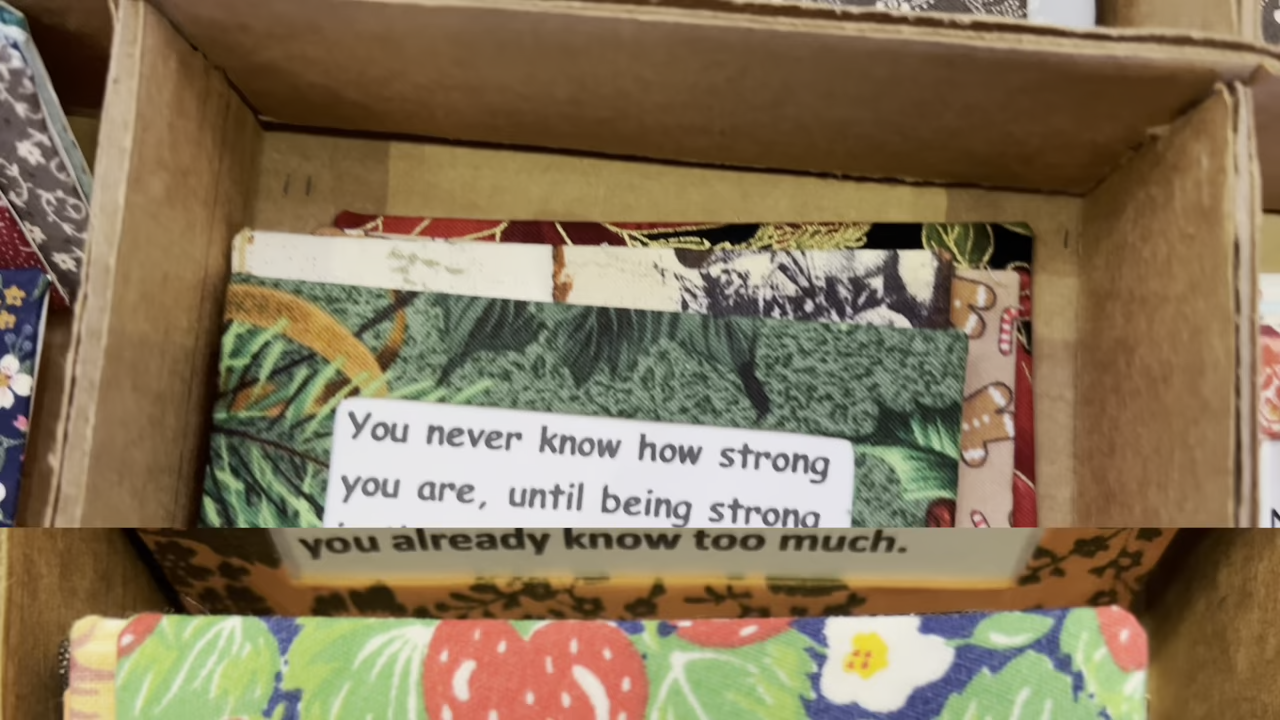 You never know how strong
you are, until being strong
you already know too much.